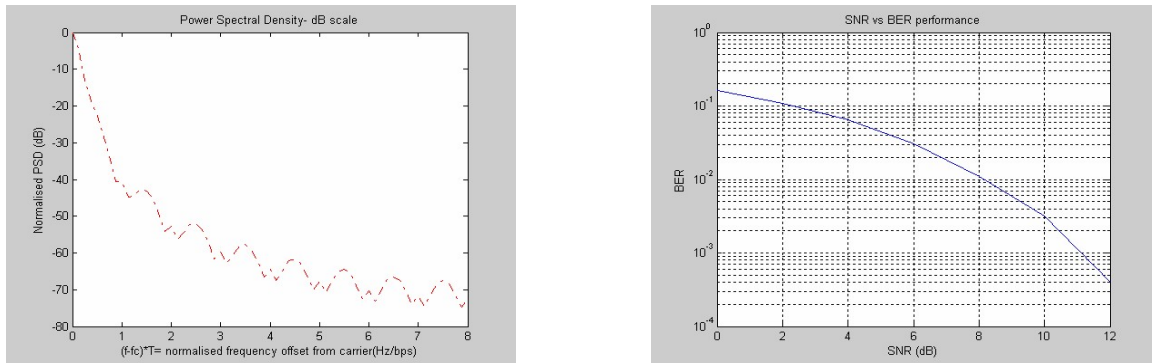 Power Spectral Density- dB scale
0
-10
-20
-30
-40
-50
-60
-70
-80
Normalised PSD (dB)
0 1 2 3 4 5 6 7 8
(f-fc)*T= normalised frequency offset from carrier(Hz/bps)
SNR vs BER performance
10^0
10^-1
10^-2
10^-3
10^-4
BER
0 2 4 6 8 10 12
SNR (dB)